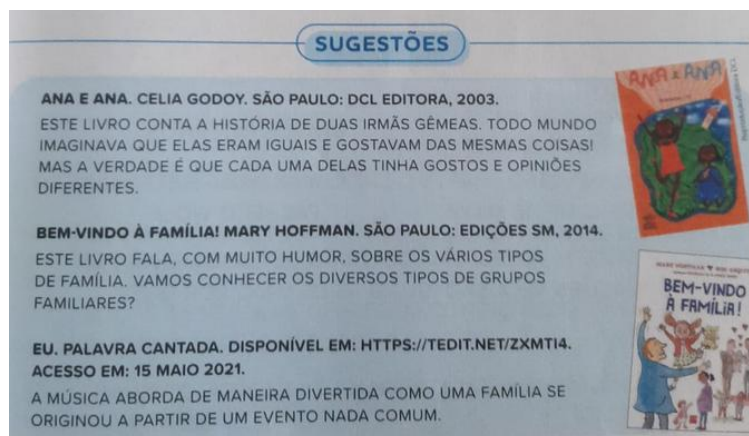 SUGESTÕES
ANA E ANA. CELIA GODOY. SÃO PAULO: DCL EDITORA, 2003.
ESTE LIVRO CONTA A HISTÓRIA DE DUAS IRMÃS GÊMEAS. TODO MUNDO
IMAGINAVA QUE ELAS ERAM IGUAIS E GOSTAVAM DAS MESMAS COISAS!
MAS A VERDADE É QUE CADA UMA DELAS TINHA GOSTOS E OPINIÕES
DIFERENTES.
ANA E ANA
BEM-VINDO À FAMÍLIA! MARY HOFFMAN. SÃO PAULO: EDIÇÕES SM, 2014.
ESTE LIVRO FALA, COM MUITO HUMOR, SOBRE OS VÁRIOS TIPOS
DE FAMÍLIA. VAMOS CONHECER OS DIVERSOS TIPOS DE GRUPOS
FAMILIARES?
MARY HOFFMAN
BEM-VINDO
À FAMÍLIA!
EU. PALAVRA CANTADA. DISPONÍVEL EM: HTTPS://TEDIT.NET/ZXMTI4.
ACESSO EM: 15 MAIO 2021.
A MÚSICA ABORDA DE MANEIRA DIVERTIDA COMO UMA FAMÍLIA SE
ORIGINOU A PARTIR DE UM EVENTO NADA COMUM.